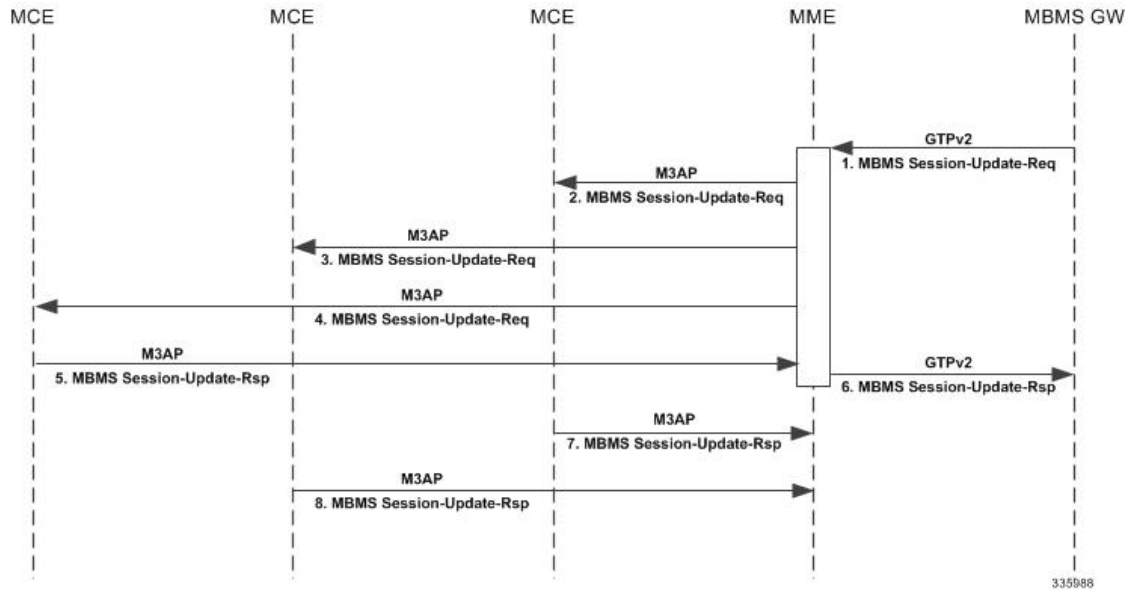 MCE MCE MCE MME MBMS GW
GTPv2
1. MBMS Session-Update-Req
M3AP
2. MBMS Session-Update-Req
M3AP
3. MBMS Session-Update-Req
M3AP
4. MBMS Session-Update-Req
M3AP
5. MBMS Session-Update-Rsp
GTPv2
6. MBMS Session-Update-Rsp
M3AP
7. MBMS Session-Update-Rsp
M3AP
8. MBMS Session-Update-Rsp
335988